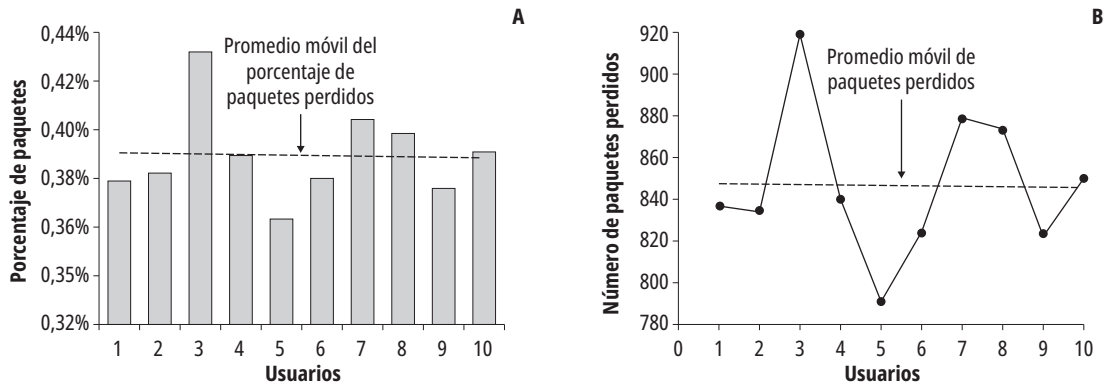 A
0,44%
0,42%
0,40%
0,38%
0,36%
0,35%
0,32%
Porcentaje de paquetes
Promedio móvil del
porcentaje de
paquetes perdidos
1 2 3 4 5 6 7 8 9 10
Usuarios
B
920
900
880
860
840
820
800
780
Número de paquetes perdidos
Promedio móvil de
paquetes perdidos
0 1 2 3 4 5 6 7 8 9 10
Usuarios